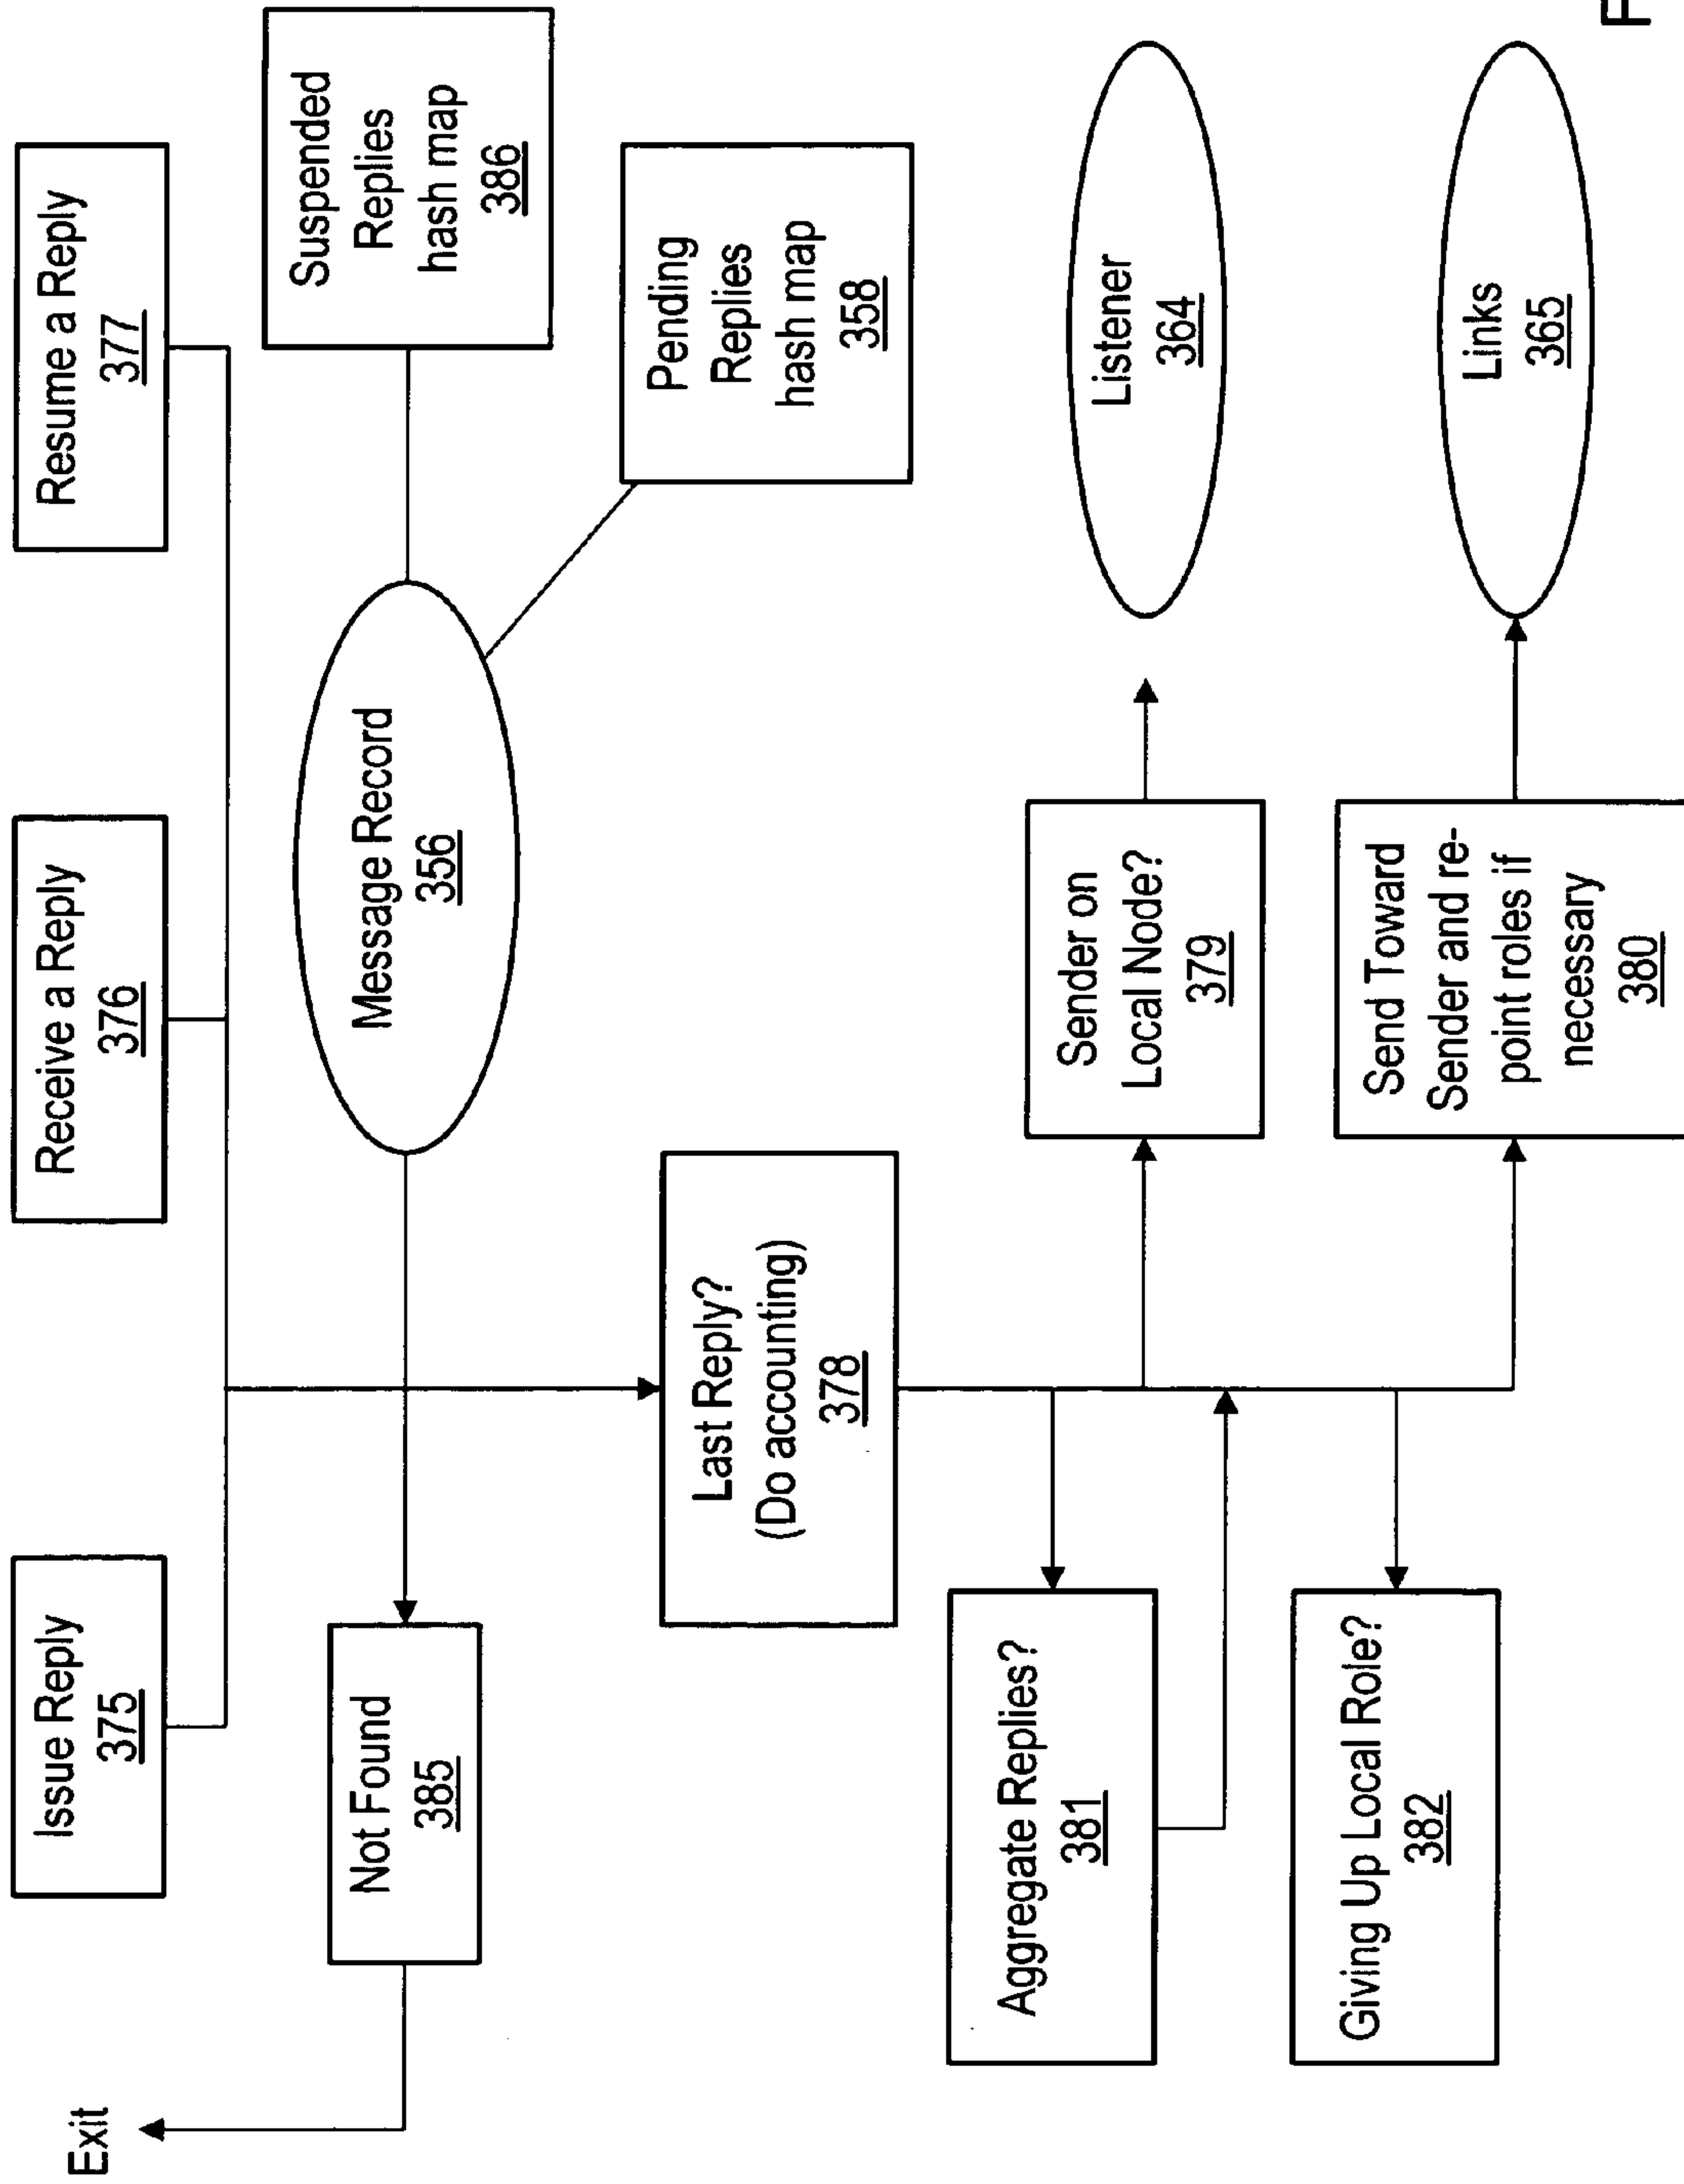 Exit
Issue Reply
375
Receive a Reply
376
Resume a Reply
377
Not Found
385
Message Record
356
Suspended
Replies
hash map
386
Last Reply?
(Do accounting)
378
Pending
Replies
hash map
358
Aggregate Replies?
381
Sender on
Local Node?
379
Listener
364
Giving Up Local Role?
382
Send Toward
Sender and re-
point roles if
necessary
380
Links
365